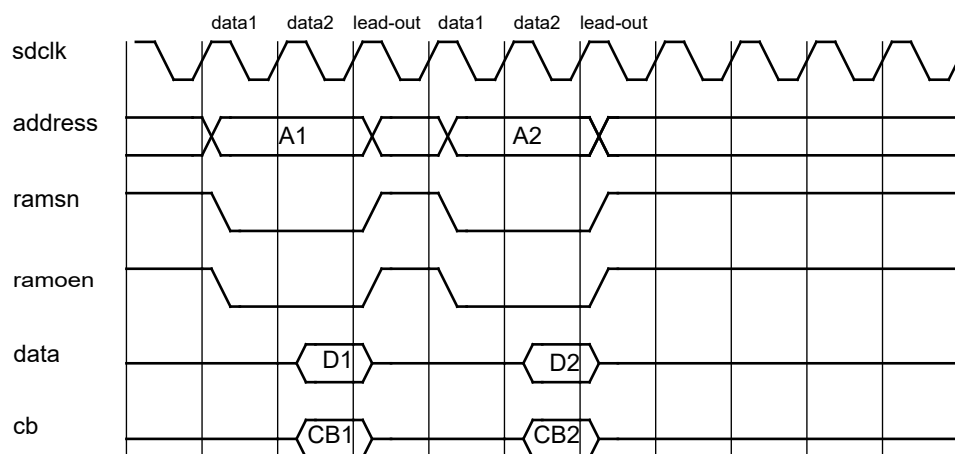 data1 data2 lead-out data1 data2 lead-out
sdclk
address A1 A2
ramsn
ramoen
data D1 D2
cb CB1 CB2